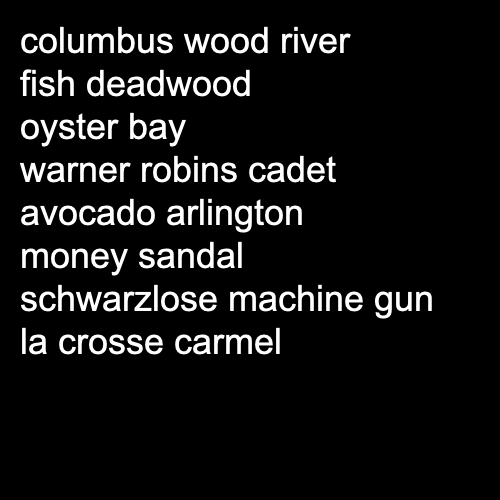 columbus wood river
fish deadwood
oyster bay
warner robins cadet
avocado arlington
money sandal
schwarzlose machine gun
la crosse carmel